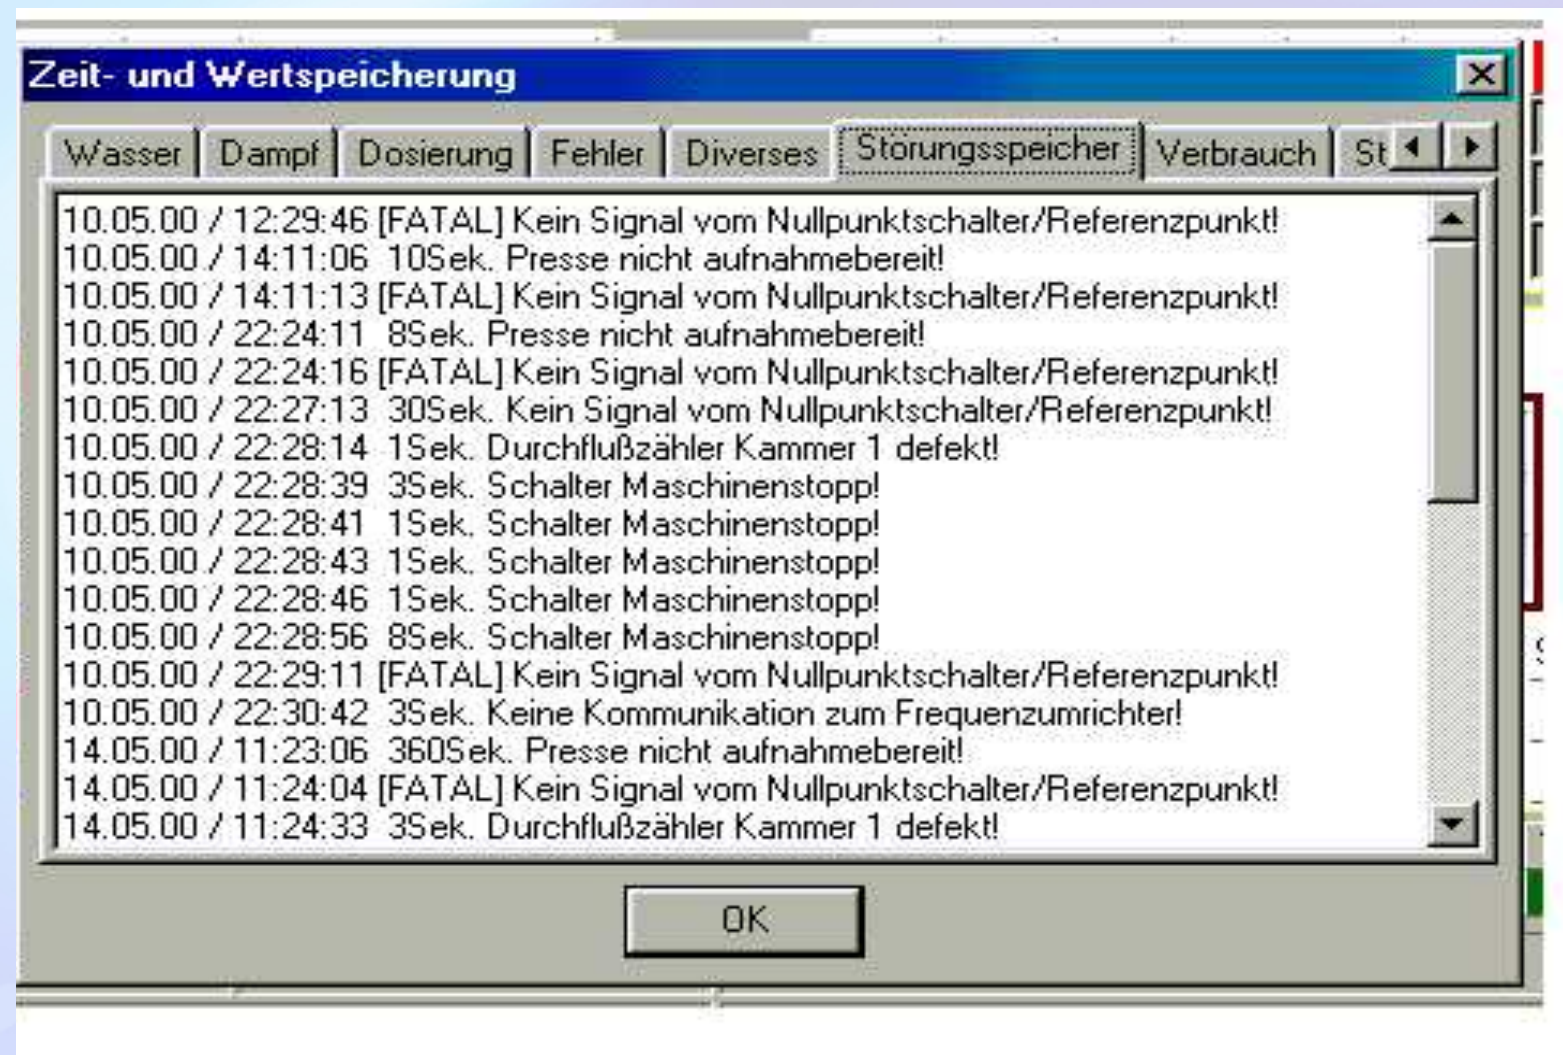 Zeit- und Wertspeicherung
Wasser Dampf Dosierung Fehler Diverses Störungsspeicher Verbrauch St
10.05.00 / 12:29:46 [FATAL] Kein Signal vom Nullpunktschalter/Referenzpunkt!
10.05.00 / 14:11:06 10Sek. Presse nicht aufnahmebereit!
10.05.00 / 14:11:13 [FATAL] Kein Signal vom Nullpunktschalter/Referenzpunkt!
10.05.00 / 22:24:11 8Sek. Presse nicht aufnahmebereit!
10.05.00 / 22:24:16 [FATAL] Kein Signal vom Nullpunktschalter/Referenzpunkt!
10.05.00 / 22:27:13 30Sek. Kein Signal vom Nullpunktschalter/Referenzpunkt!
10.05.00 / 22:28:14 1Sek. Durchflußzähler Kammer 1 defekt!
10.05.00 / 22:28:39 3Sek. Schalter Maschinenstopp!
10.05.00 / 22:28:41 1Sek. Schalter Maschinenstopp!
10.05.00 / 22:28:43 1Sek. Schalter Maschinenstopp!
10.05.00 / 22:28:46 1Sek. Schalter Maschinenstopp!
10.05.00 / 22:28:56 8Sek. Schalter Maschinenstopp!
10.05.00 / 22:29:11 [FATAL] Kein Signal vom Nullpunktschalter/Referenzpunkt!
10.05.00 / 22:30:42 3Sek. Keine Kommunikation zum Frequenzumrichter!
14.05.00 / 11:23:06 360Sek. Presse nicht aufnahmebereit!
14.05.00 / 11:24:04 [FATAL] Kein Signal vom Nullpunktschalter/Referenzpunkt!
14.05.00 / 11:24:33 3Sek. Durchflußzähler Kammer 1 defekt!
OK